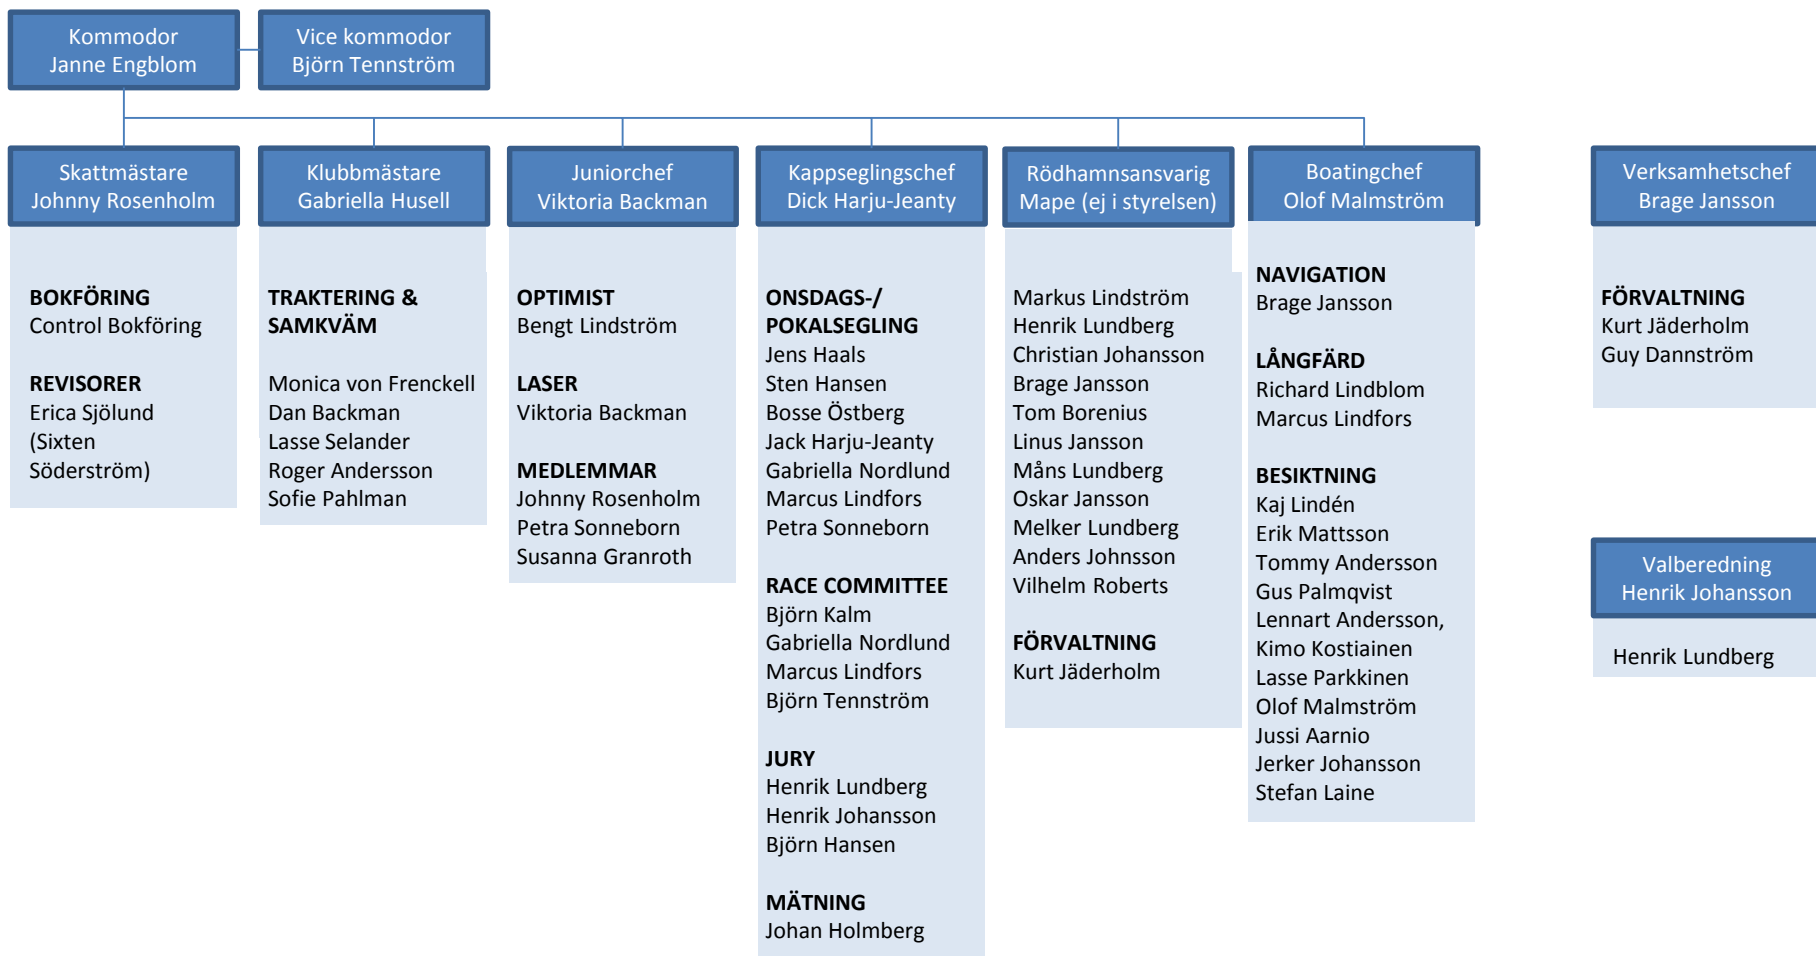 Kommodor
Janne Engblom
Vice kommodor
Björn Tennström
Skattmästare
Johnny Rosenholm
BOKFÖRING
Control Bokföring
REVISORER
Erica Sjölund
(Sixten
Söderström)
Klubbmästare
Gabriella Husell
TRAKTERING &
SAMKVÄM
Monica von Frenckell
Dan Backman
Lasse Selander
Roger Andersson
Sofie Pahlman
Juniorchef
Viktoria Backman
OPTIMIST
Bengt Lindström
LASER
Viktoria Backman
MEDLEMMAR
Johnny Rosenholm
Petra Sonneborn
Susanna Granroth
Kappseglingschef
Dick Harju-Jeanty
ONSDAGS-/
POKALSEGLING
Jens Haals
Sten Hansen
Bosse Östberg
Jack Harju-Jeanty
Gabriella Nordlund
Marcus Lindfors
Petra Sonneborn
RACE COMMITTEE
Björn Kalm
Gabriella Nordlund
Marcus Lindfors
Björn Tennström
JURY
Henrik Lundberg
Henrik Johansson
Björn Hansen
MÄTNING
Johan Holmberg
Rödhamnsansvarig
Mape (ej i styrelsen)
Markus Lindström
Henrik Lundberg
Christian Johansson
Brage Jansson
Tom Borenius
Linus Jansson
Måns Lundberg
Oskar Jansson
Melker Lundberg
Anders Johnsson
Vilhelm Roberts
FÖRVALTNING
Kurt Jäderholm
Boatingchef
Olof Malmström
NAVIGATION
Brage Jansson
LÅNGFÄRD
Richard Lindblom
Marcus Lindfors
BESIKTNING
Kaj Lindén
Erik Mattsson
Tommy Andersson
Gus Palmqvist
Lennart Andersson,
Kimo Kostiainen
Lasse Parkkinen
Olof Malmström
Jussi Aarnio
Jerker Johansson
Stefan Laine
Verksamhetschef
Brage Jansson
FÖRVALTNING
Kurt Jäderholm
Guy Dannström
Valberedning
Henrik Johansson
Henrik Lundberg